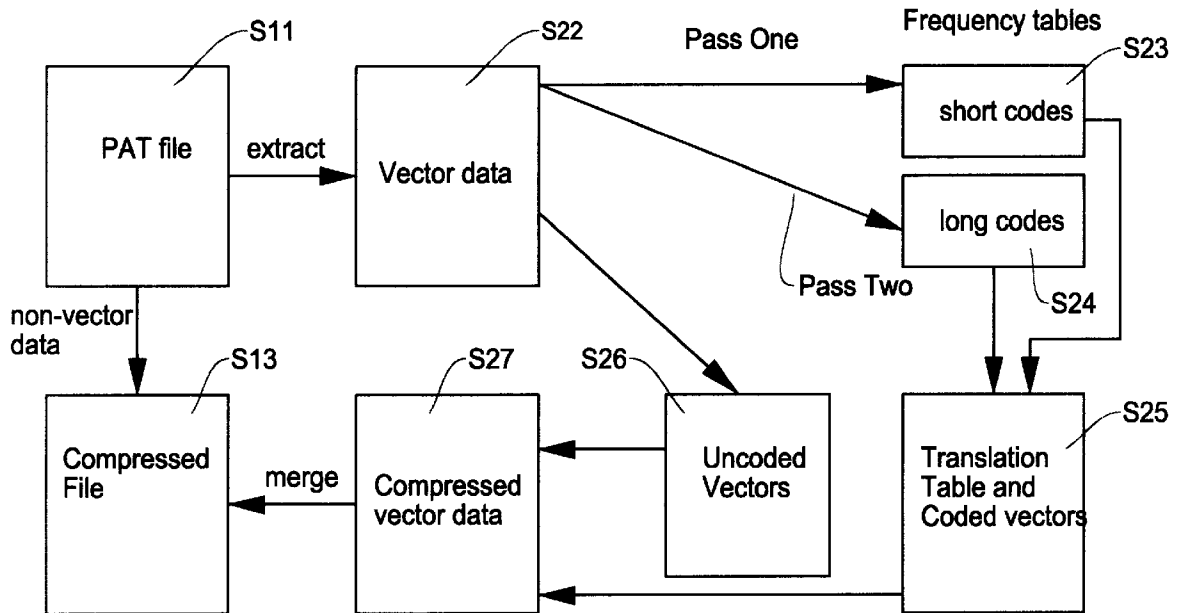 S11
S22
Pass One
Frequency tables
S23
PAT file
extract
Vector data
short codes
long codes
Pass Two
S24
non-vector
data
S13
S27
S26
S25
Compressed
File
merge
Compressed
vector data
Uncoded
Vectors
Translation
Table and
Coded vectors